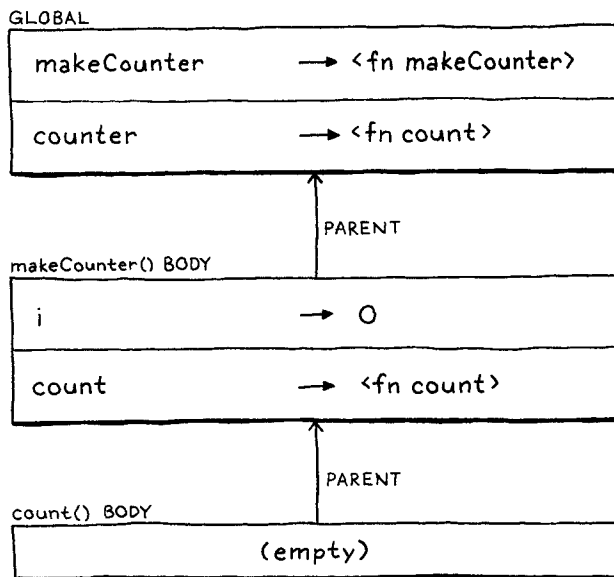 GLOBAL
makeCounter → <fn makeCounter>
counter → <fn count>
PARENT
makeCounter() BODY
i → 0
count → <fn count>
PARENT
count() BODY
(empty)